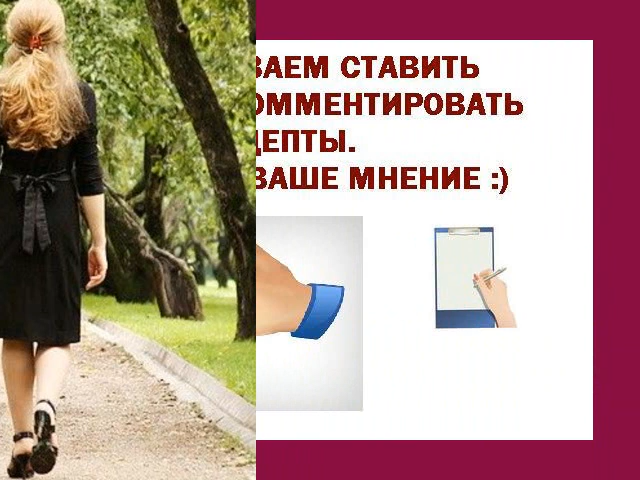 ВАЕМ СТАВИТЬ
ОММЕНТИРОВАТЬ
ЦЕПТЫ.
ВАШЕ МНЕНИЕ :)